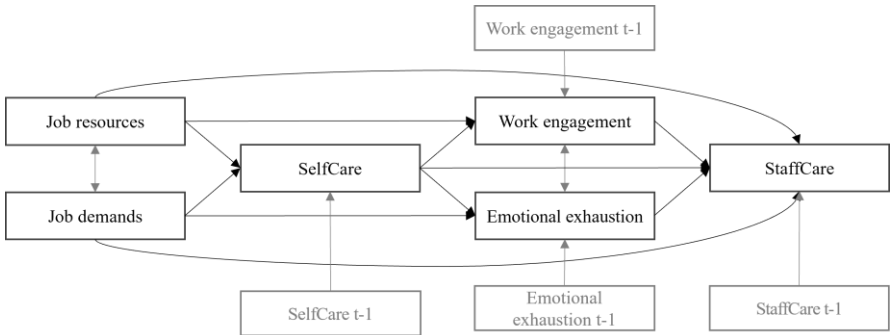 Work engagement t-1
Job resources
Work engagement
SelfCare
StaffCare
Job demands
Emotional exhaustion
SelfCare t-1
Emotional
exhaustion t-1
StaffCare t-1